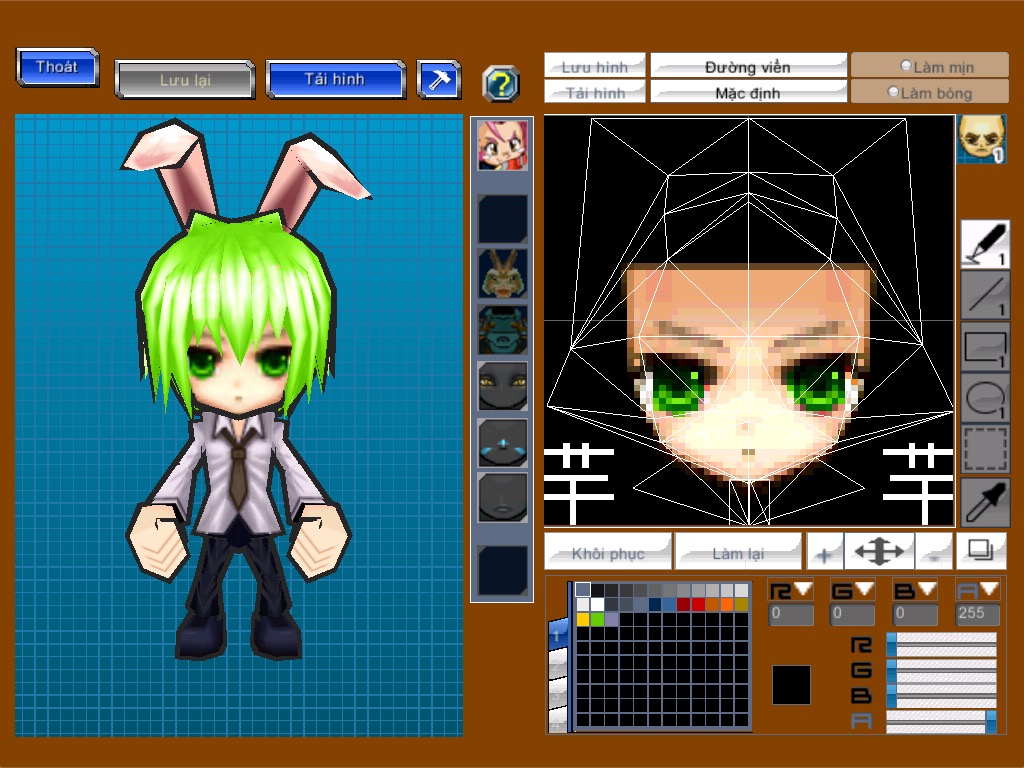 Thoát
Lưu lại
Tải hình
?
Lưu hình
Đường viền
Làm mịn
Tải hình
Mặc định
Làm bóng
1
1
1
1
1
Khôi phục
Làm lại
+
-
1
R
G
B
A
0
0
0
255
R
G
B
A